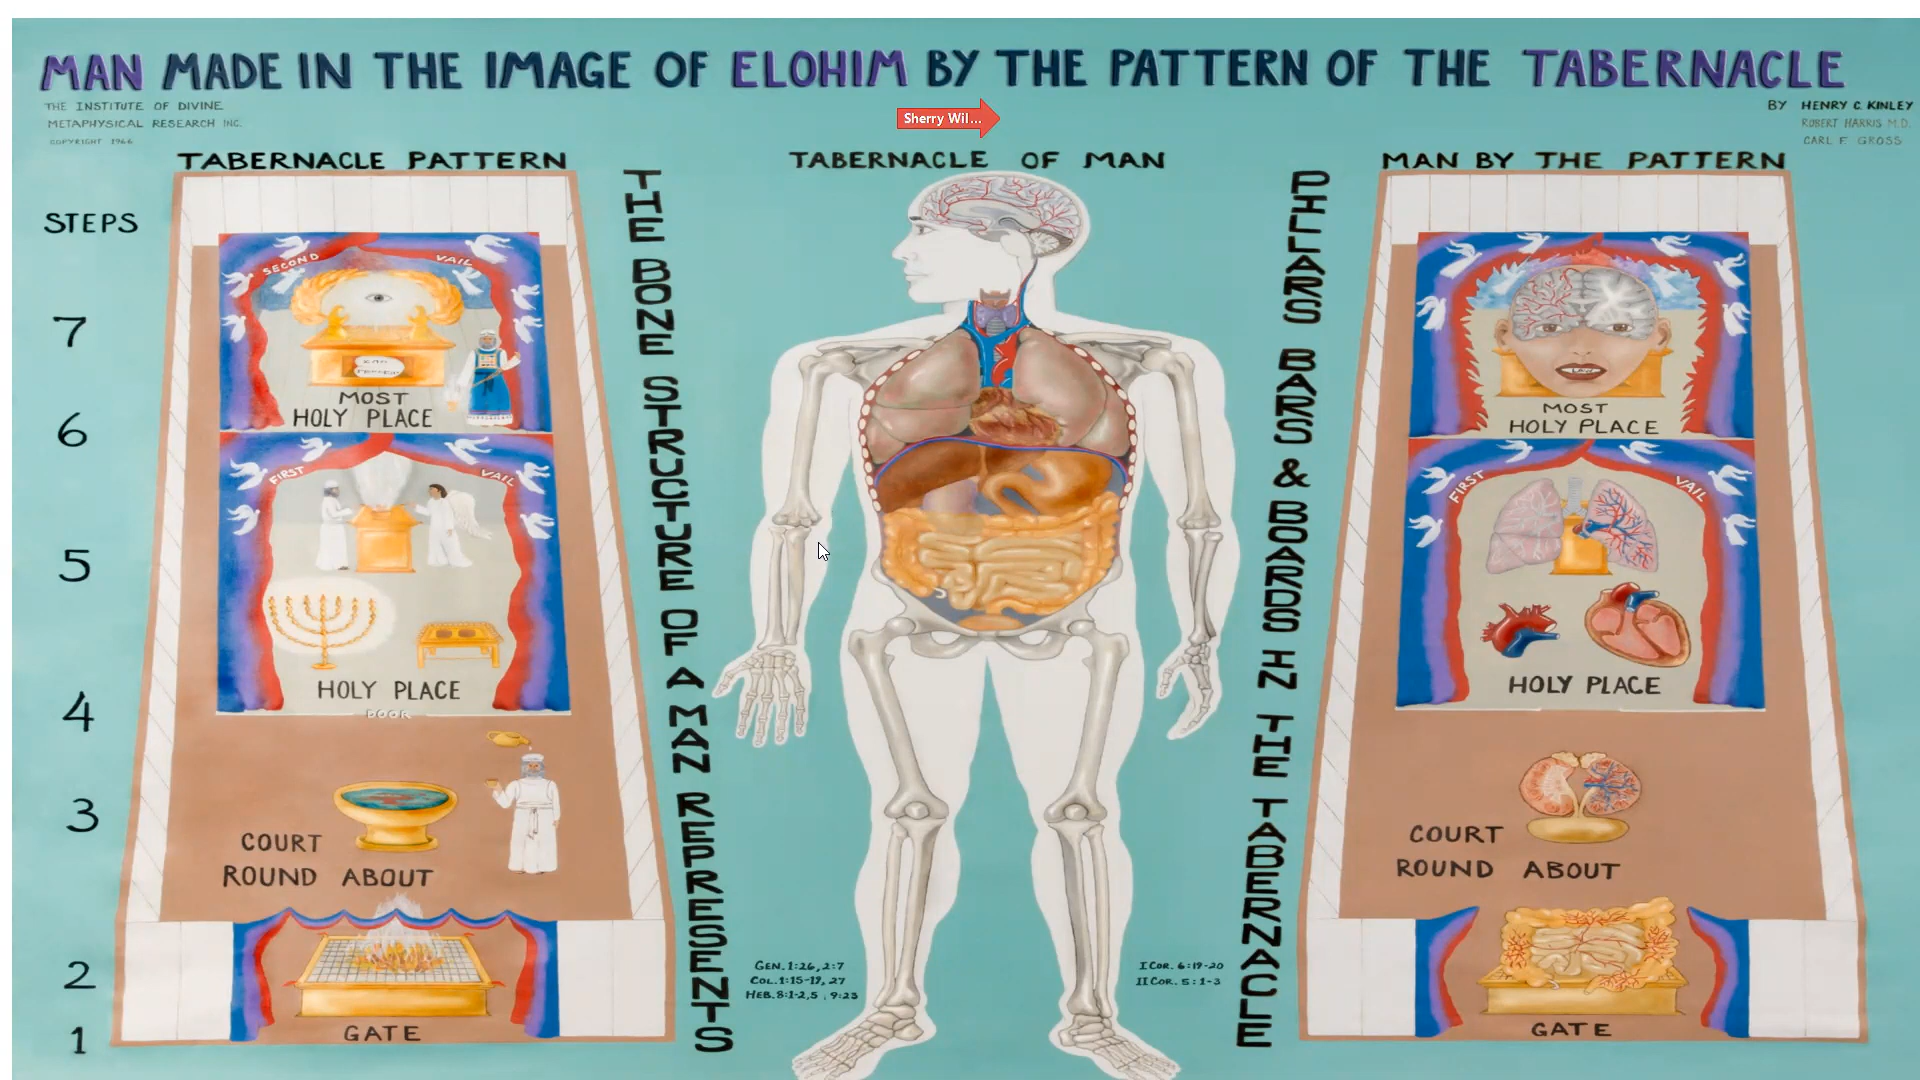 MAN MADE IN THE IMAGE OF ELOHIM BY THE PATTERN OF THE TABERNACLE
THE INSTITUTE OF DIVINE
METAPHYSICAL RESEARCH INC.
COPYRIGHT 1966
Sherry Wil...
BY HENRY C. KINLEY
ROBERT HARRIS M.D.
CARL F. GROSS
STEPS
7
6
5
4
3
2
1
TABERNACLE PATTERN
SECOND VAIL
MOST
HOLY PLACE
FIRST VAIL
HOLY PLACE
DOOR
COURT
ROUND ABOUT
GATE
THE BONE STRUCTURE OF A MAN REPRESENTS
TABERNACLE OF MAN
GEN. 1:26, 2:7
COL. 1:15-19, 27
HEB. 8:1-2,5, 9:23
I COR. 6:19-20
II COR. 5:1-3
PILLARS BARS & BOARDS IN THE TABERNACLE
MAN BY THE PATTERN
MOST
HOLY PLACE
FIRST VAIL
HOLY PLACE
COURT
ROUND ABOUT
GATE